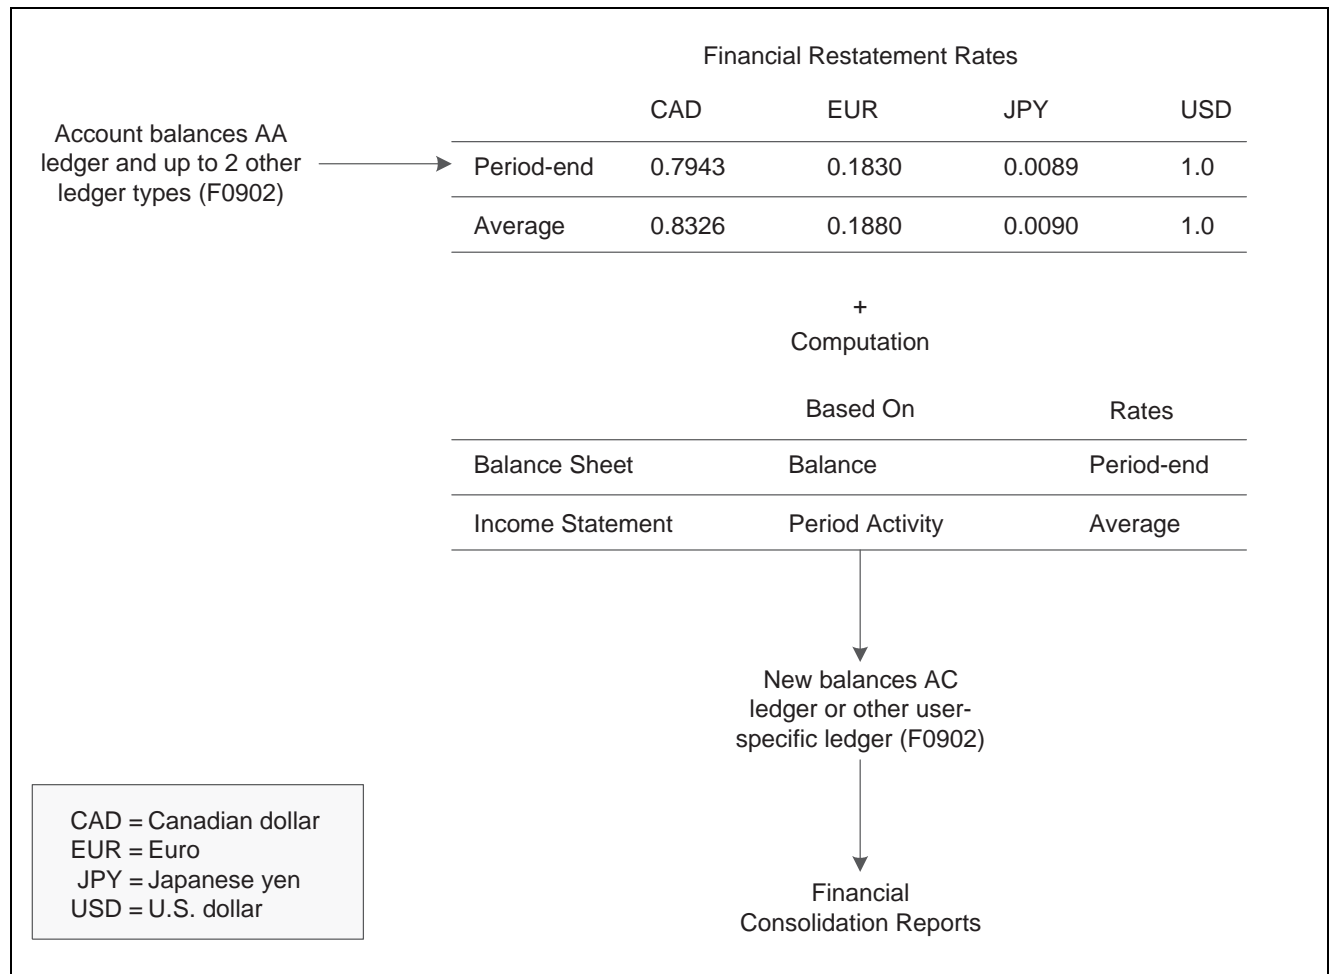 Financial Restatement Rates
CAD EUR JPY USD
Account balances AA
ledger and up to 2 other
ledger types (F0902)
Period-end 0.7943 0.1830 0.0089 1.0
Average 0.8326 0.1880 0.0090 1.0
+
Computation
Based On Rates
Balance Sheet Balance Period-end
Income Statement Period Activity Average
New balances AC
ledger or other user-
specific ledger (F0902)
Financial
Consolidation Reports
CAD = Canadian dollar
EUR = Euro
JPY = Japanese yen
USD = U.S. dollar